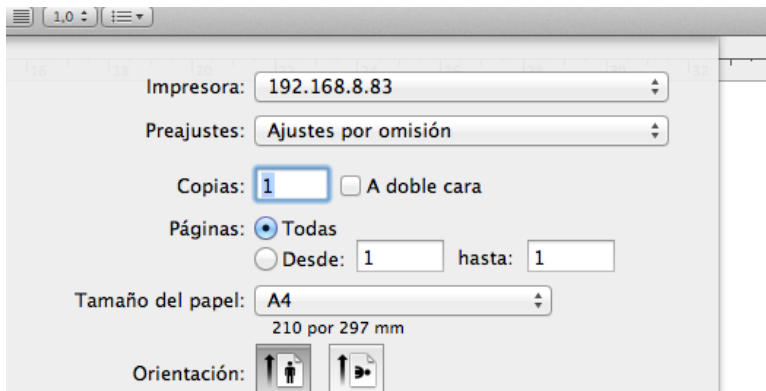 1,0
16 18 20 22 24 26 28 30 32
Impresora: 192.168.8.83
Preajustes: Ajustes por omisión
Copias: 1 A doble cara
Páginas: Todas
Desde: 1 hasta: 1
Tamaño del papel: A4
210 por 297 mm
Orientación: